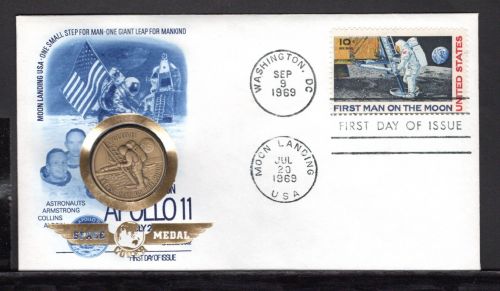 MOON LANDING USA · ONE SMALL STEP FOR MAN · ONE GIANT LEAP FOR MANKIND
ASTRONAUTS
ARMSTRONG
COLLINS
APOLLO 11
SPACE MEDAL
COVER
FIRST DAY OF ISSUE
WASHINGTON, DC
SEP
9
1969
MOON LANDING
JUL
20
1969
USA
10¢
UNITED STATES
FIRST MAN ON THE MOON
FIRST DAY OF ISSUE